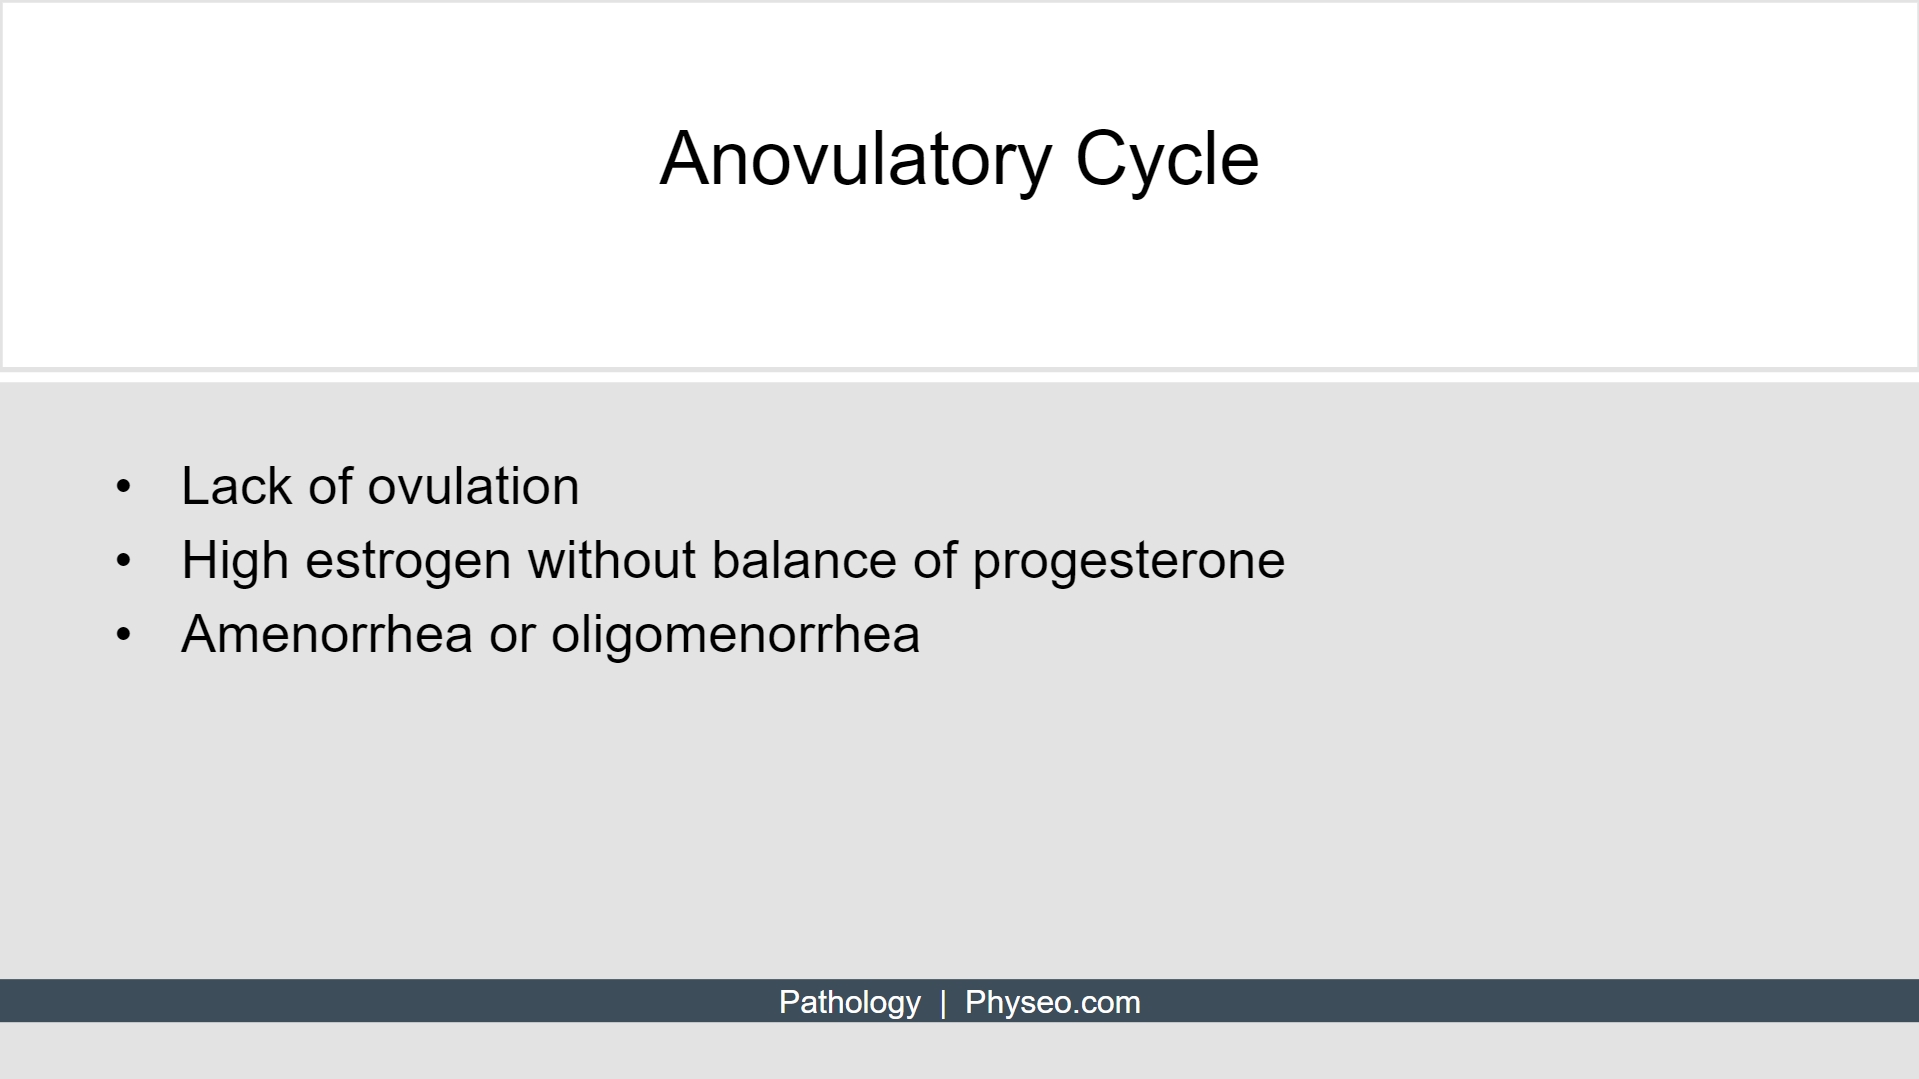 Anovulatory Cycle
• Lack of ovulation
• High estrogen without balance of progesterone
• Amenorrhea or oligomenorrhea
Pathology | Physeo.com